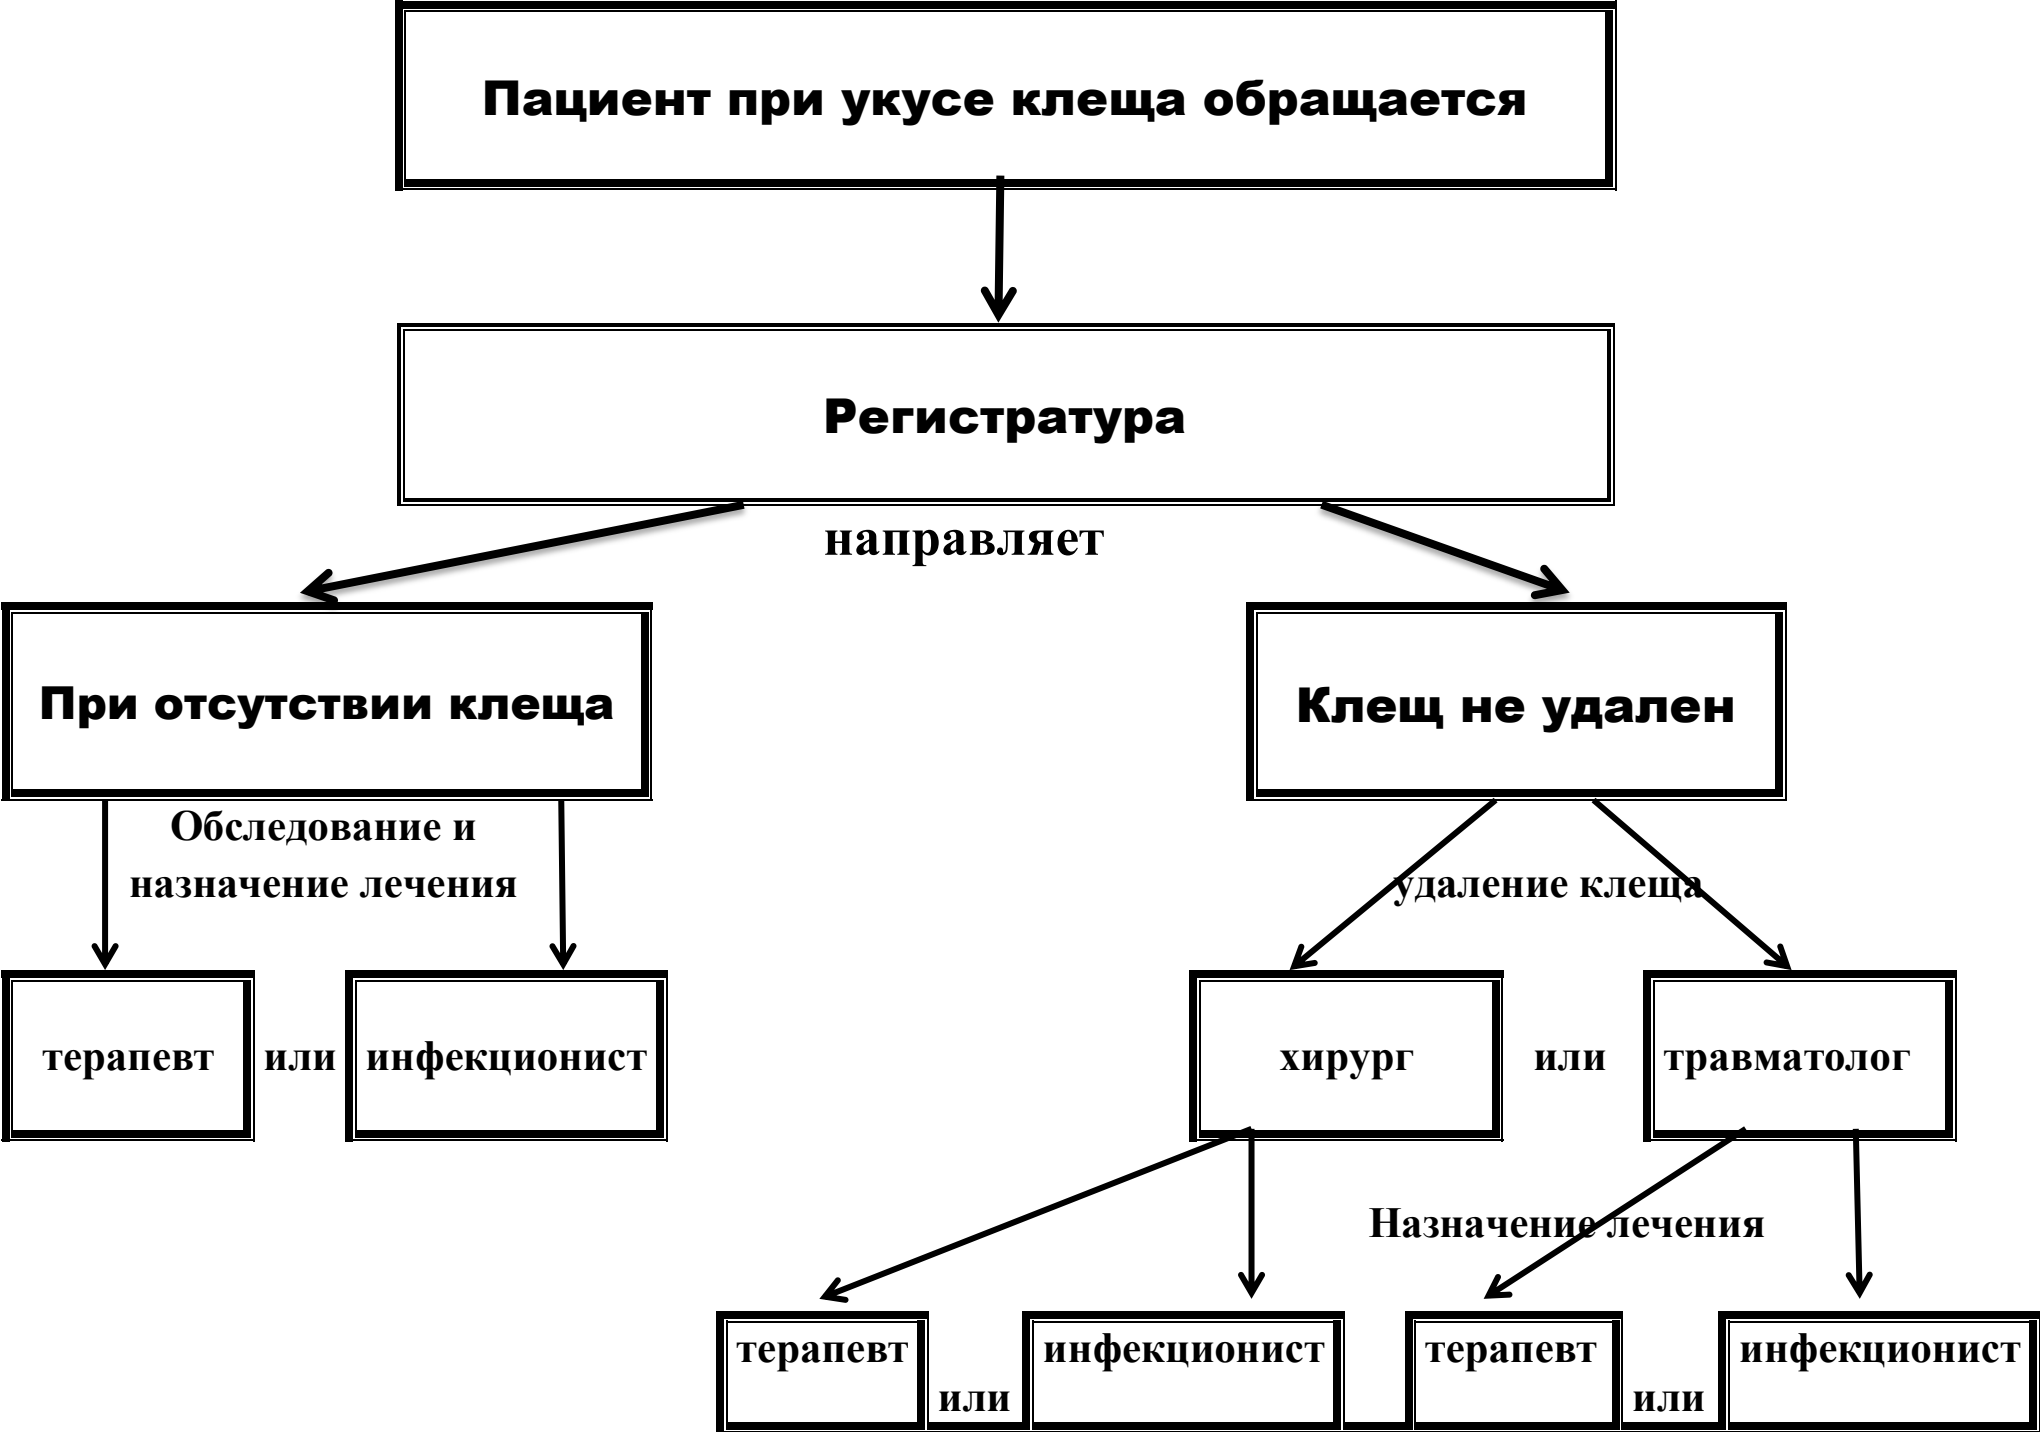 Пациент при укусе клеща обращается
Регистратура
направляет
При отсутствии клеща
Клещ не удален
Обследование и
назначение лечения
удаление клеща
терапевт
или
инфекционист
хирург
или
травматолог
Назначение лечения
терапевт
или
инфекционист
терапевт
или
инфекционист